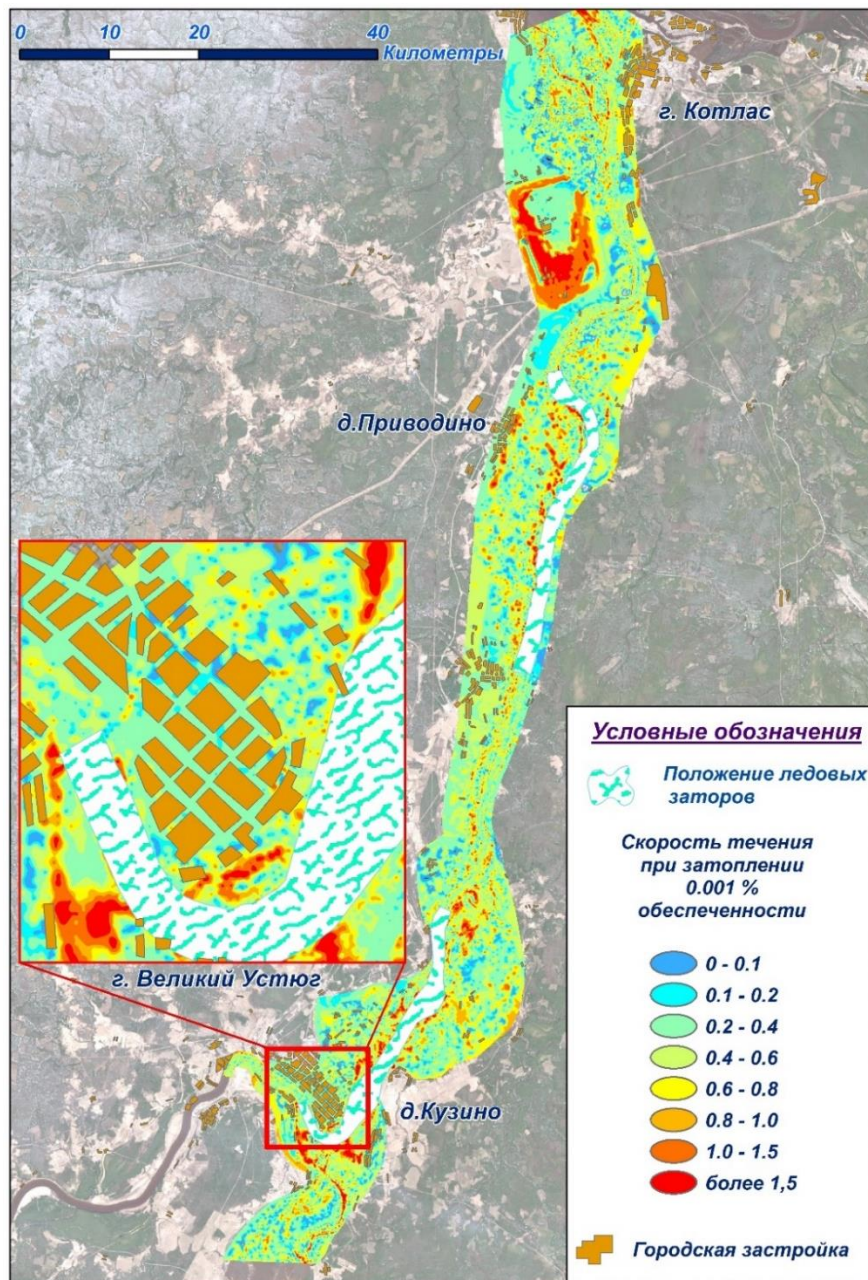 0 10 20 40
Километры
г. Котлас
д.Приводино
г. Великий Устюг
д.Кузино
Условные обозначения
Положение ледовых
заторов
Скорость течения
при затоплении
0.001 %
обеспеченности
0 - 0.1
0.1 - 0.2
0.2 - 0.4
0.4 - 0.6
0.6 - 0.8
0.8 - 1.0
1.0 - 1.5
более 1,5
Городская застройка